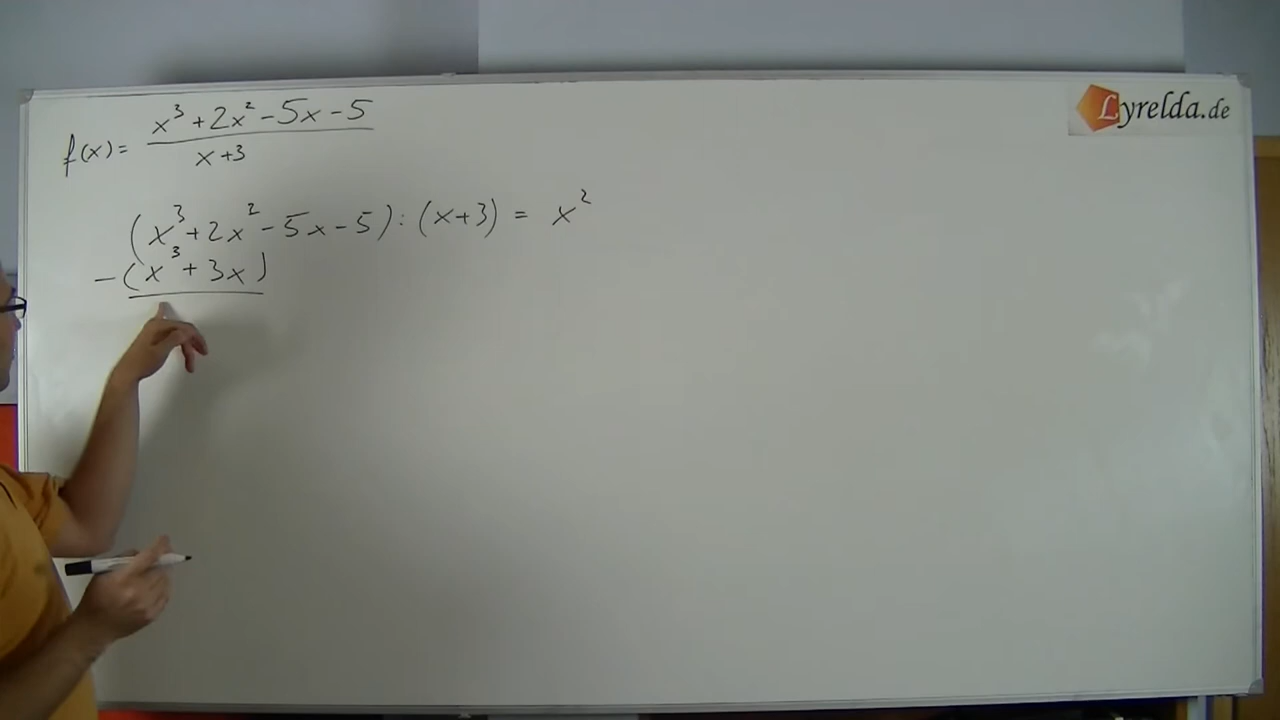 Lyrelda.de
f(x) = (x³ + 2x² - 5x - 5) / (x + 3)
(x³ + 2x² - 5x - 5) : (x + 3) = x²
-(x³ + 3x)